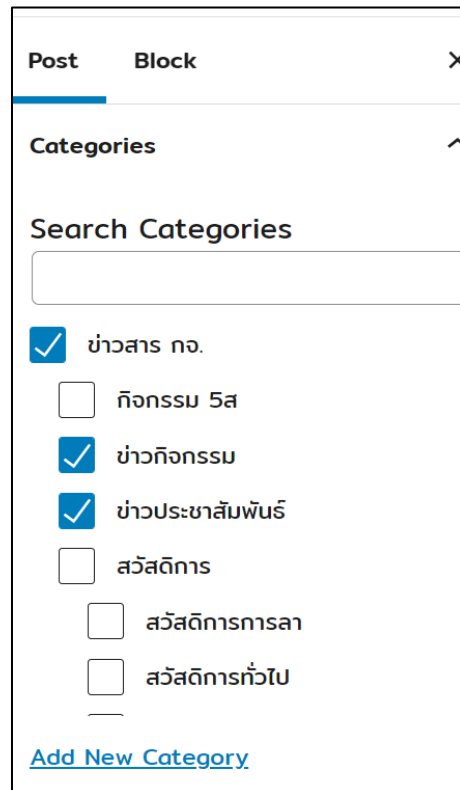 Post Block
Categories
Search Categories
ข่าวสาร กจ.
กิจกรรม 5ส
ข่าวกิจกรรม
ข่าวประชาสัมพันธ์
สวัสดิการ
สวัสดิการการลา
สวัสดิการทั่วไป
Add New Category